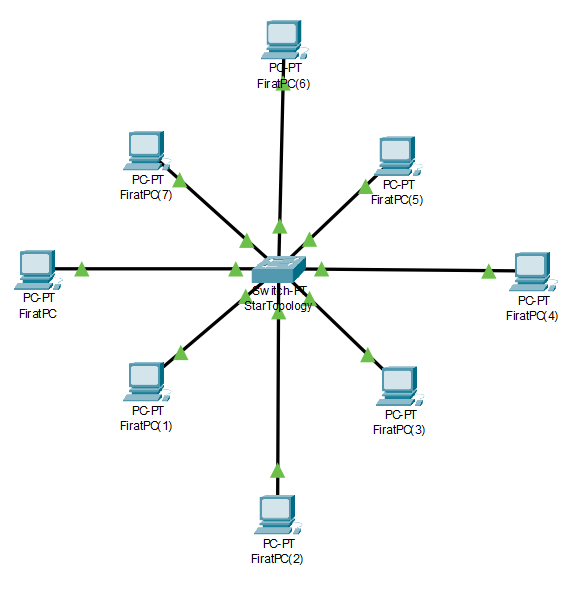 PC-PT
FiratPC(6)
PC-PT
FiratPC(7)
PC-PT
FiratPC(5)
PC-PT
FiratPC
Switch-PT
StarTopology
PC-PT
FiratPC(4)
PC-PT
FiratPC(1)
PC-PT
FiratPC(3)
PC-PT
FiratPC(2)